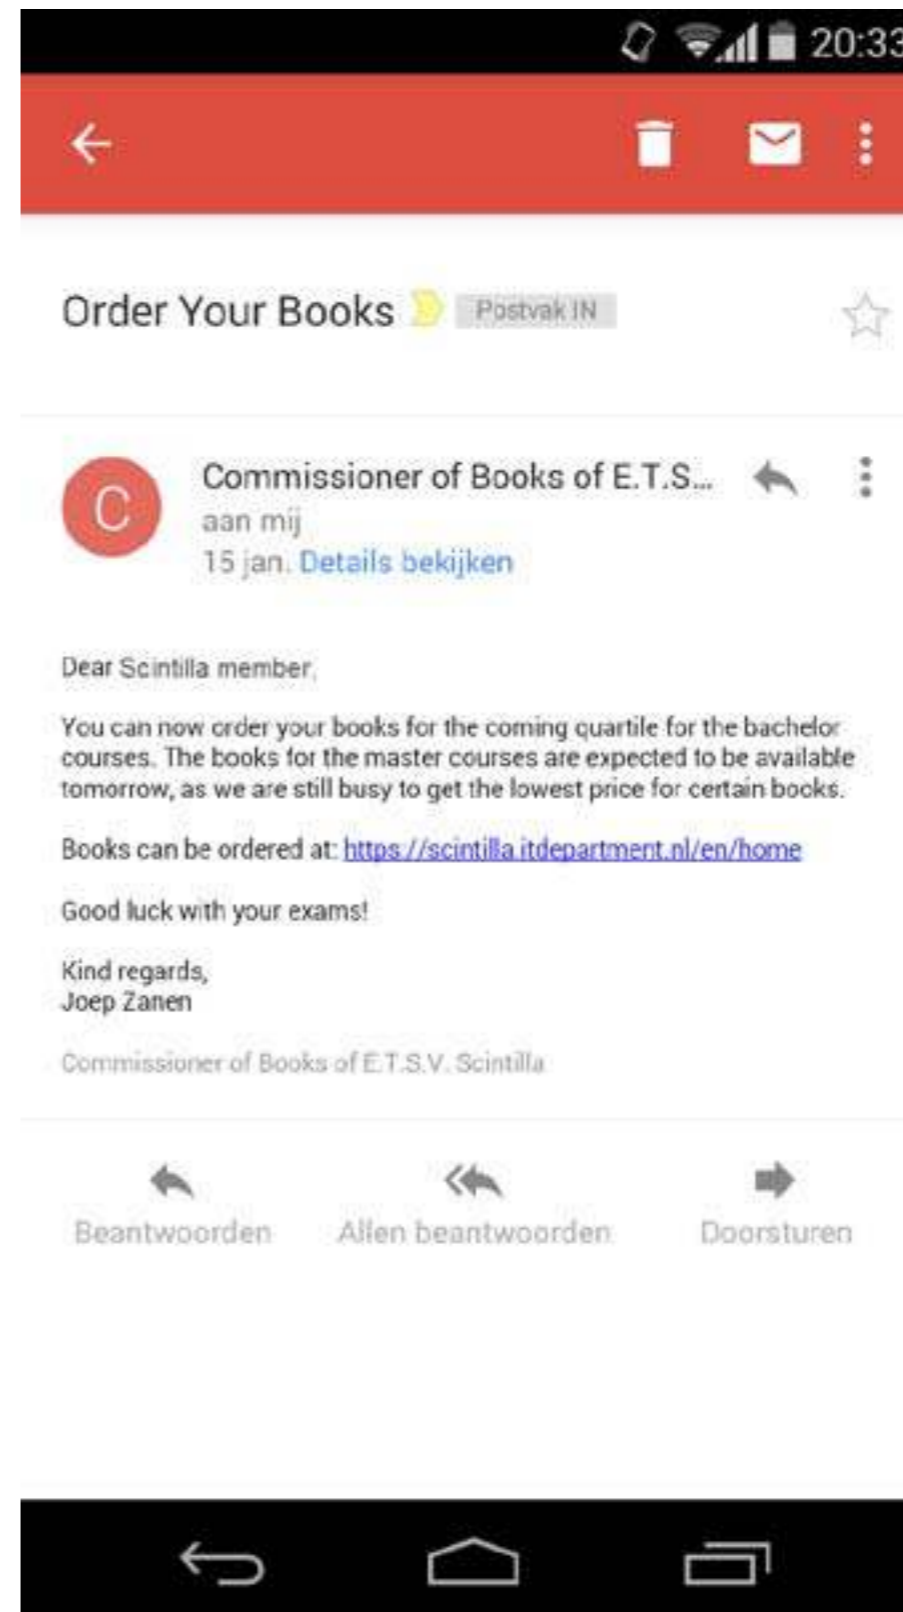 20:33
Order Your Books Postvak IN
C
Commissioner of Books of E.T.S...
aan mij
15 jan. Details bekijken
Dear Scintilla member,
You can now order your books for the coming quartile for the bachelor
courses. The books for the master courses are expected to be available
tomorrow, as we are still busy to get the lowest price for certain books.
Books can be ordered at: https://scintilla.itdepartment.nl/en/home
Good luck with your exams!
Kind regards,
Joep Zanen
Commissioner of Books of E.T.S.V. Scintilla
Beantwoorden Allen beantwoorden Doorsturen